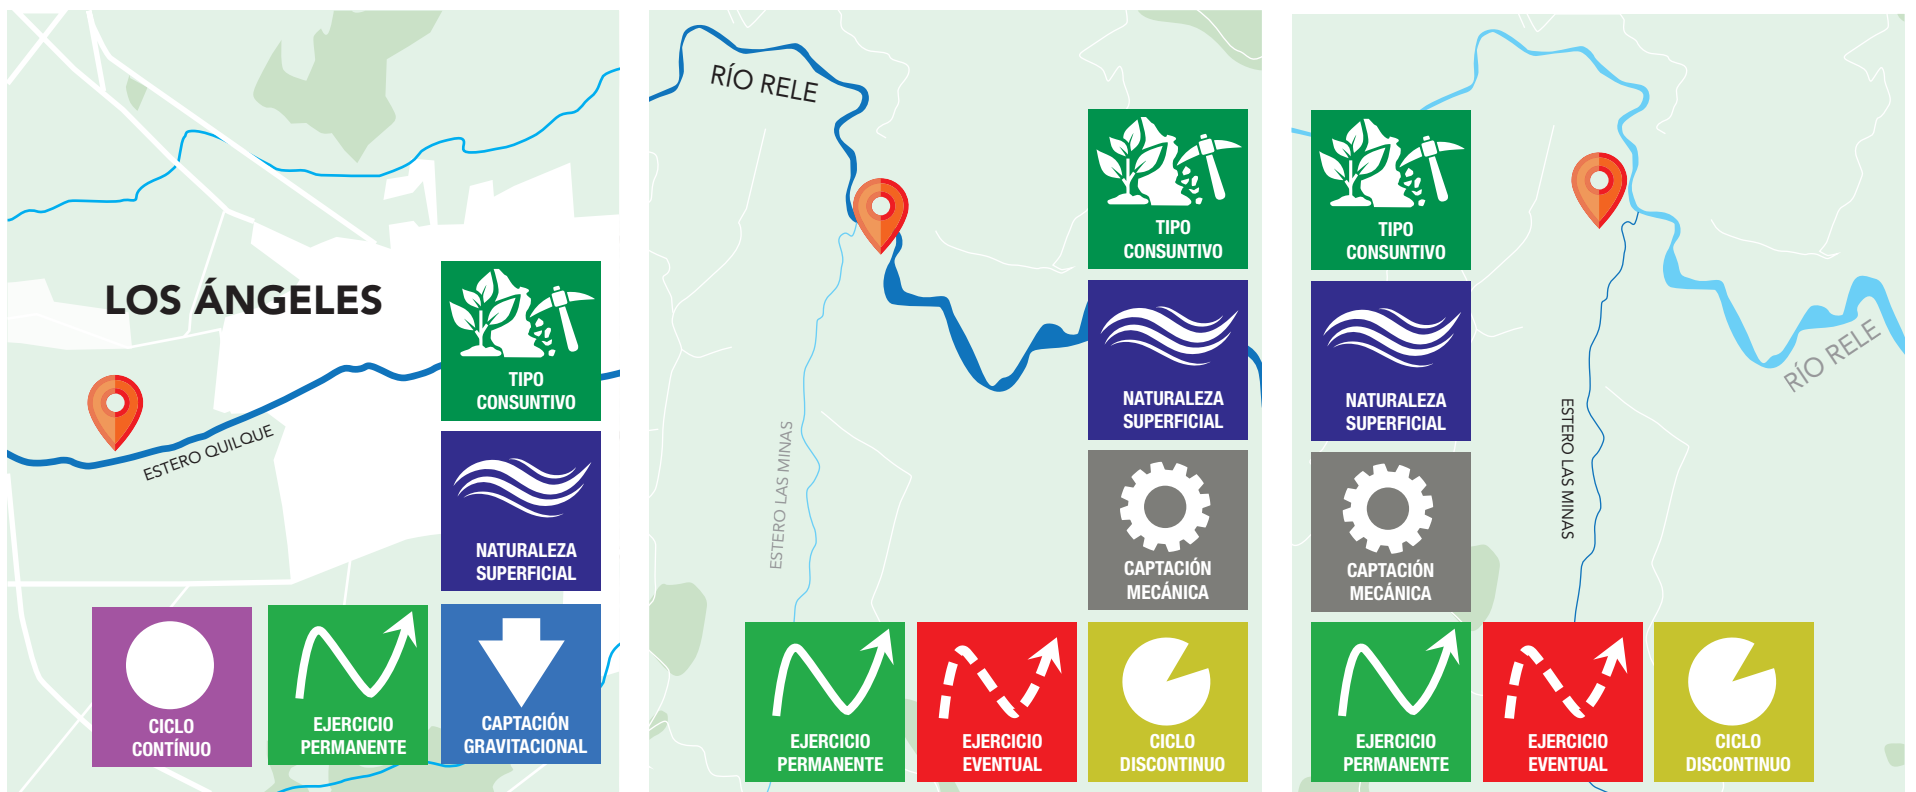 LOS ÁNGELES
ESTERO QUILQUE
TIPO
CONSUNTIVO
NATURALEZA
SUPERFICIAL
CICLO
CONTÍNUO
EJERCICIO
PERMANENTE
CAPTACIÓN
GRAVITACIONAL
RÍO RELE
ESTERO LAS MINAS
TIPO
CONSUNTIVO
NATURALEZA
SUPERFICIAL
CAPTACIÓN
MECÁNICA
EJERCICIO
PERMANENTE
EJERCICIO
EVENTUAL
CICLO
DISCONTINUO
TIPO
CONSUNTIVO
NATURALEZA
SUPERFICIAL
CAPTACIÓN
MECÁNICA
RÍO RELE
ESTERO LAS MINAS
EJERCICIO
PERMANENTE
EJERCICIO
EVENTUAL
CICLO
DISCONTINUO